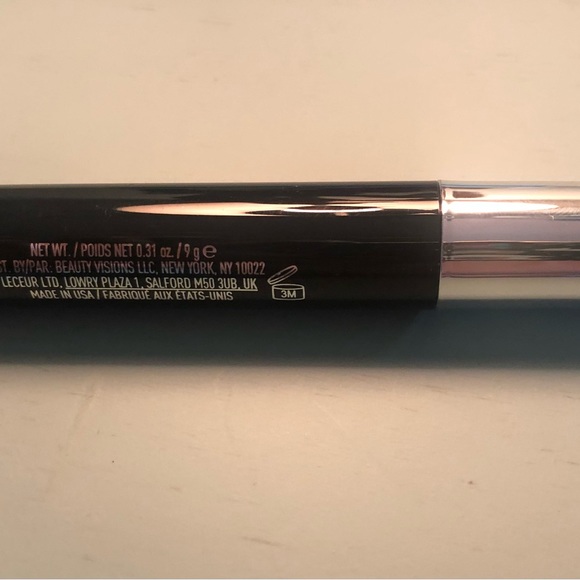 NET WT. / POIDS NET 0.31 oz. / 9 g e
T. BY/PAR. BEAUTY VISIONS LLC, NEW YORK, NY 10022
LECEUR LTD, LOWRY PLAZA 1, SALFORD M50 3UB, UK
MADE IN USA / FABRIQUÉ AUX ÉTATS-UNIS
3M